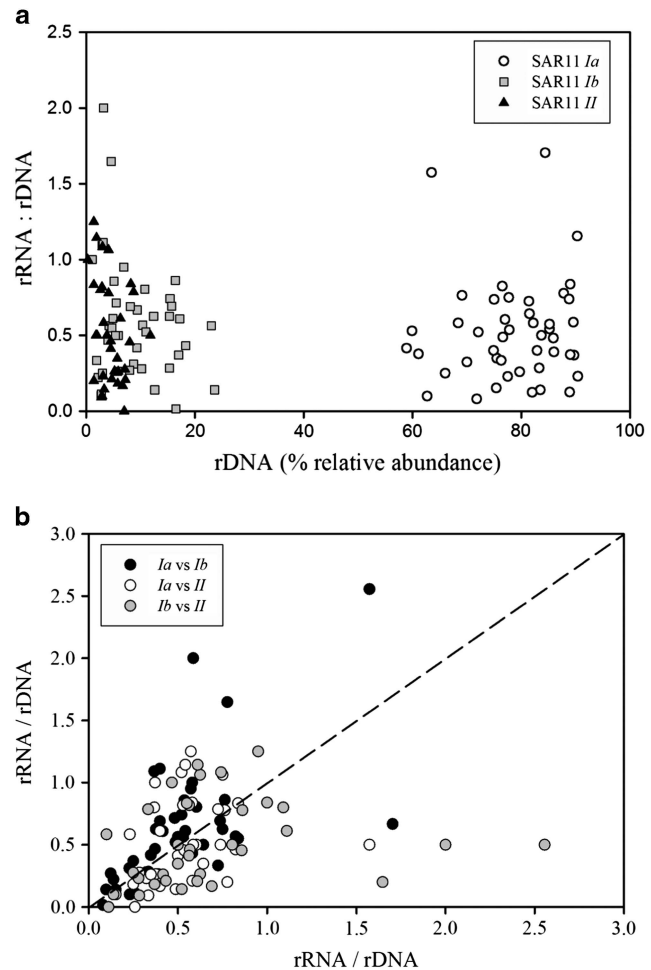 a
2.5
2.0
1.5
1.0
0.5
0.0
rRNA : rDNA
SAR11 Ia
SAR11 Ib
SAR11 II
0 20 40 60 80 100
rDNA (% relative abundance)
b
3.0
2.5
2.0
1.5
1.0
0.5
0.0
rRNA / rDNA
Ia vs Ib
Ia vs II
Ib vs II
0.0 0.5 1.0 1.5 2.0 2.5 3.0
rRNA / rDNA